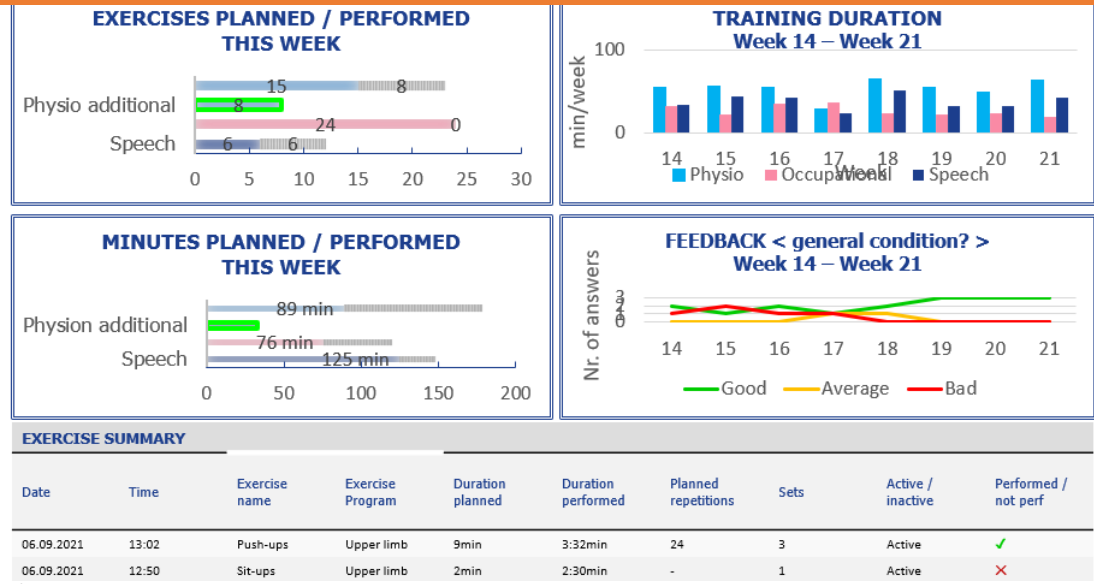 EXERCISES PLANNED / PERFORMED
THIS WEEK
15 8
Physio additional 8
24 0
Speech 6 6
0 5 10 15 20 25 30
TRAINING DURATION
Week 14 – Week 21
min/week
100
0
14 15 16 17 18 19 20 21
Week
Physio Occupational Speech
MINUTES PLANNED / PERFORMED
THIS WEEK
89 min
Physion additional
76 min
Speech 125 min
0 50 100 150 200
FEEDBACK < general condition? >
Week 14 – Week 21
Nr. of answers
3
2
1
0
14 15 16 17 18 19 20 21
Good Average Bad
EXERCISE SUMMARY
Date Time Exercise name Exercise Program Duration planned Duration performed Planned repetitions Sets Active / inactive Performed / not perf
06.09.2021 13:02 Push-ups Upper limb 9min 3:32min 24 3 Active ✓
06.09.2021 12:50 Sit-ups Upper limb 2min 2:30min - 1 Active ✕